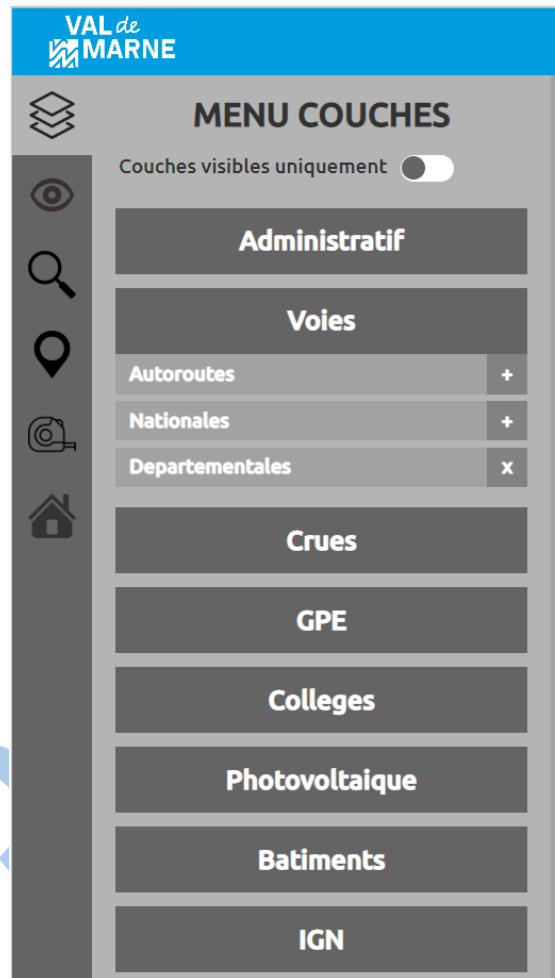 VAL de
MARNE
MENU COUCHES
Couches visibles uniquement
Administratif
Voies
Autoroutes +
Nationales +
Departementales x
Crues
GPE
Colleges
Photovoltaique
Batiments
IGN